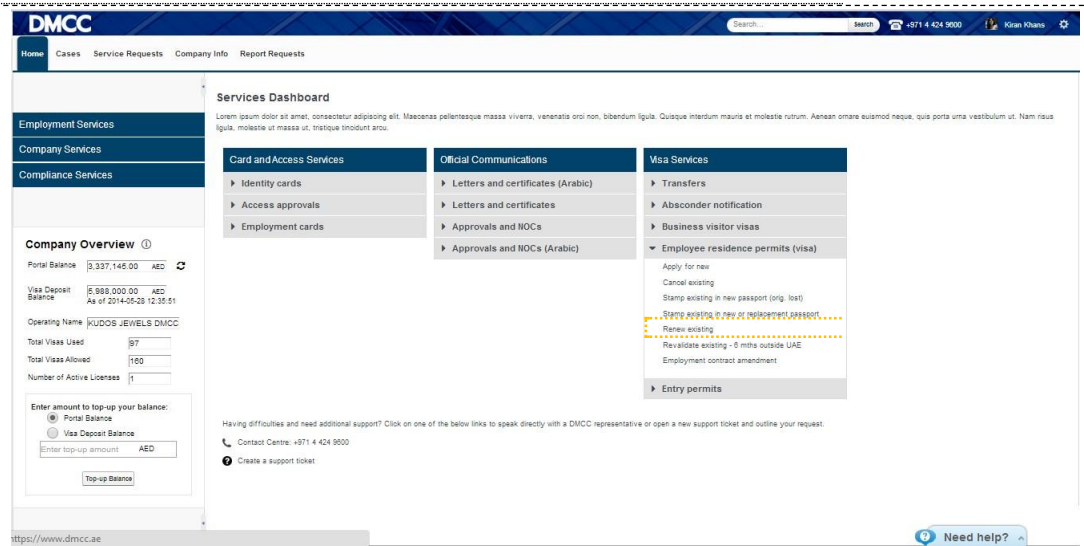 DMCC
Search...
Search
+971 4 424 9600
Kiran Khans
Home Cases Service Requests Company Info Report Requests
Employment Services
Company Services
Compliance Services
Company Overview
Portal Balance 3,337,145.00 AED
Visa Deposit Balance 5,988,000.00 AED
As of 2014-05-28 12:35:51
Operating Name KUDOS JEWELS DMCC
Total Visas Used 97
Total Visas Allowed 160
Number of Active Licenses 1
Enter amount to top-up your balance:
Portal Balance
Visa Deposit Balance
Enter top-up amount AED
Top-up Balance
Services Dashboard
Lorem ipsum dolor sit amet, consectetur adipiscing elit. Maecenas pellentesque massa viverra, venenatis orci non, bibendum ligula. Quisque interdum mauris et molestie rutrum. Aenean ornare euismod neque, quis porta urna vestibulum ut. Nam risus
ligula, molestie ut massa ut, tristique tincidunt arcu.
Card and Access Services
Identity cards
Access approvals
Employment cards
Official Communications
Letters and certificates (Arabic)
Letters and certificates
Approvals and NOCs
Approvals and NOCs (Arabic)
Visa Services
Transfers
Absconder notification
Business visitor visas
Employee residence permits (visa)
Apply for new
Cancel existing
Stamp existing in new passport (orig. lost)
Stamp existing in new or replacement passport
Renew existing
Revalidate existing - 6 mths outside UAE
Employment contract amendment
Entry permits
Having difficulties and need additional support? Click on one of the below links to speak directly with a DMCC representative or open a new support ticket and outline your request.
Contact Centre: +971 4 424 9600
Create a support ticket
https://www.dmcc.ae
Need help?